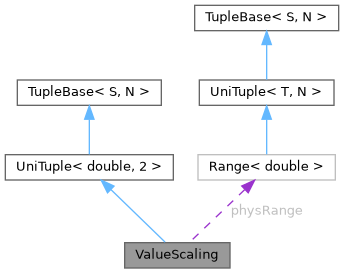 TupleBase< S, N >
TupleBase< S, N >
UniTuple< T, N >
UniTuple< double, 2 >
Range< double >
physRange
ValueScaling